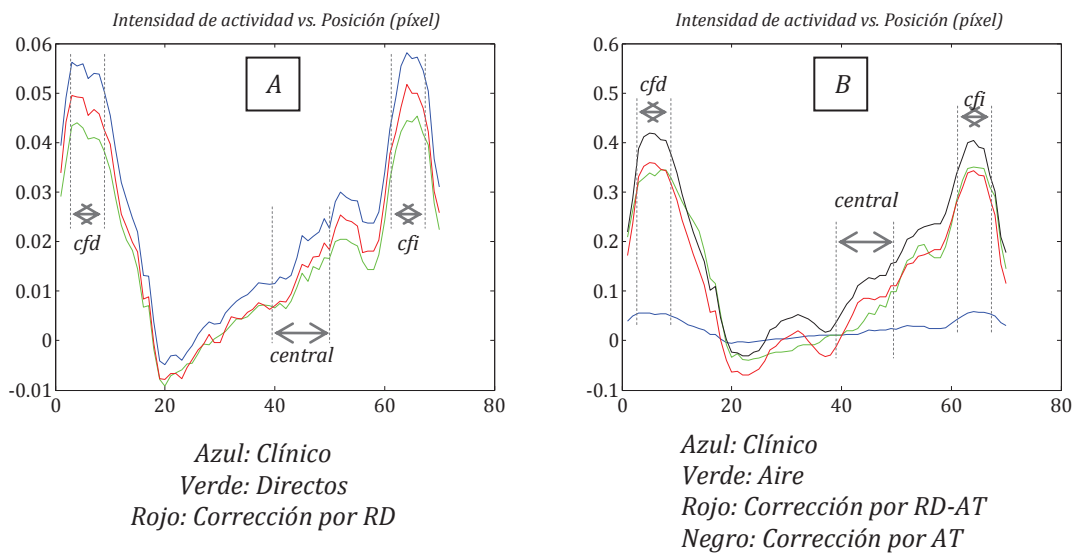 Intensidad de actividad vs. Posición (píxel)
0.06
0.05
0.04
0.03
0.02
0.01
0
-0.01
0
20
40
60
80
A
cfd
cfi
central
Azul: Clínico
Verde: Directos
Rojo: Corrección por RD
Intensidad de actividad vs. Posición (píxel)
0.6
0.5
0.4
0.3
0.2
0.1
0
-0.1
0
20
40
60
80
B
cfd
cfi
central
Azul: Clínico
Verde: Aire
Rojo: Corrección por RD-AT
Negro: Corrección por AT